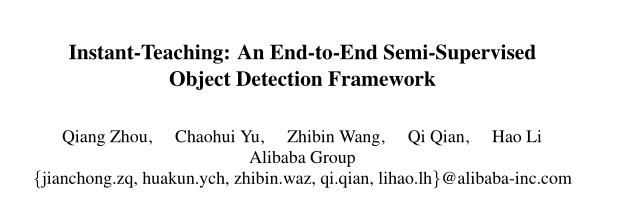 Instant-Teaching: An End-to-End Semi-Supervised
Object Detection Framework
Qiang Zhou, Chaohui Yu, Zhibin Wang, Qi Qian, Hao Li
Alibaba Group
{jianchong.zq, huakun.ych, zhibin.waz, qi.qian, lihao.lh}@alibaba-inc.com